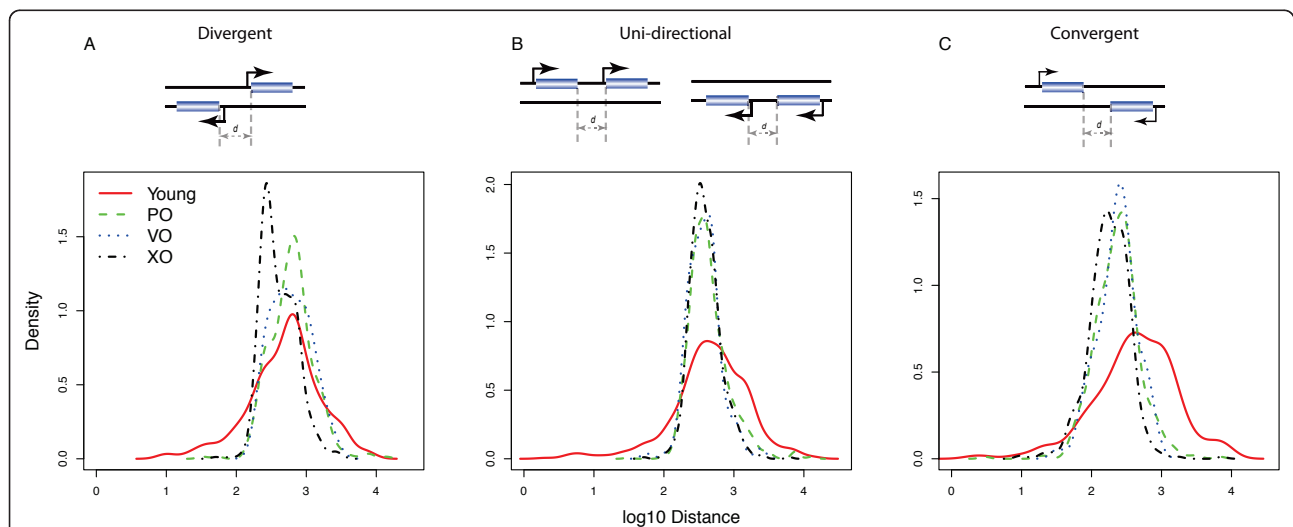 A
Divergent
B
Uni-directional
C
Convergent
d
d
d
d
Young
PO
VO
XO
Density
0.0
0.5
1.0
1.5
0 1 2 3 4
0.0
0.5
1.0
1.5
2.0
0 1 2 3 4
0.0
0.5
1.0
1.5
0 1 2 3 4
log10 Distance